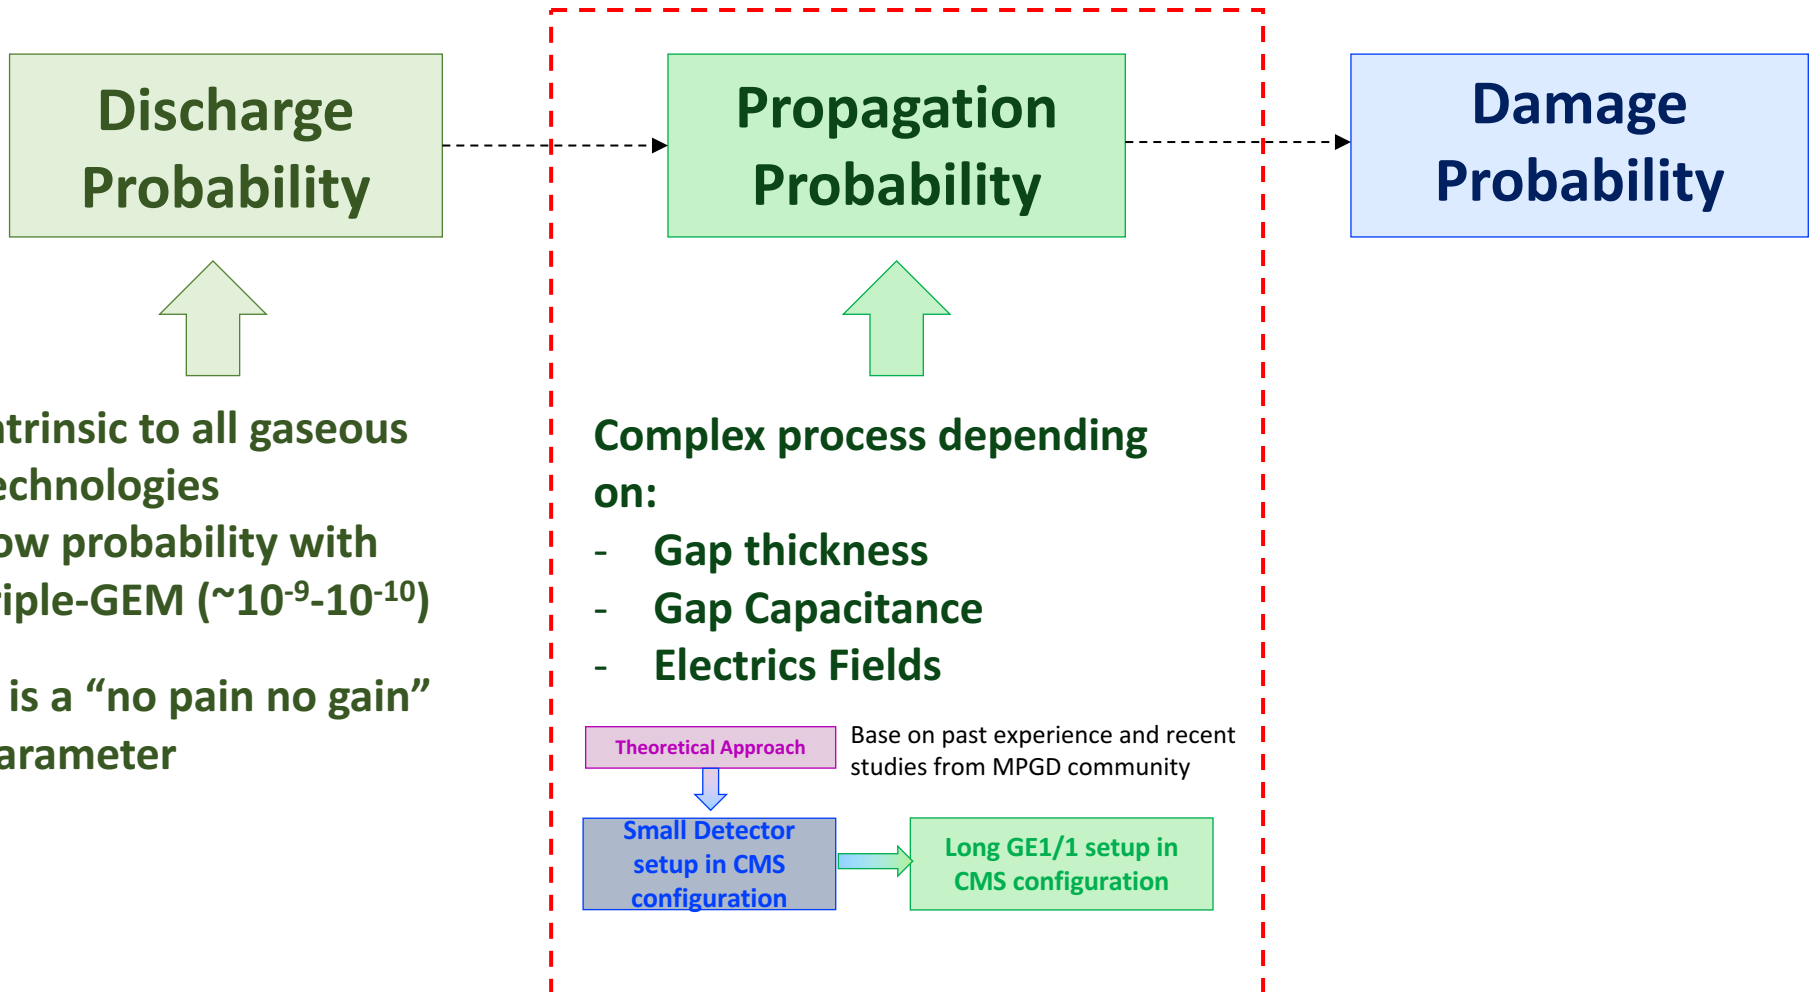 Discharge
Probability
Propagation
Probability
Damage
Probability
ntrinsic to all gaseous
echnologies
ow probability with
riple-GEM (~10⁻⁹-10⁻¹⁰)
is a “no pain no gain”
arameter
Complex process depending
on:
- Gap thickness
- Gap Capacitance
- Electrics Fields
Theoretical Approach
Base on past experience and recent
studies from MPGD community
Small Detector
setup in CMS
configuration
Long GE1/1 setup in
CMS configuration